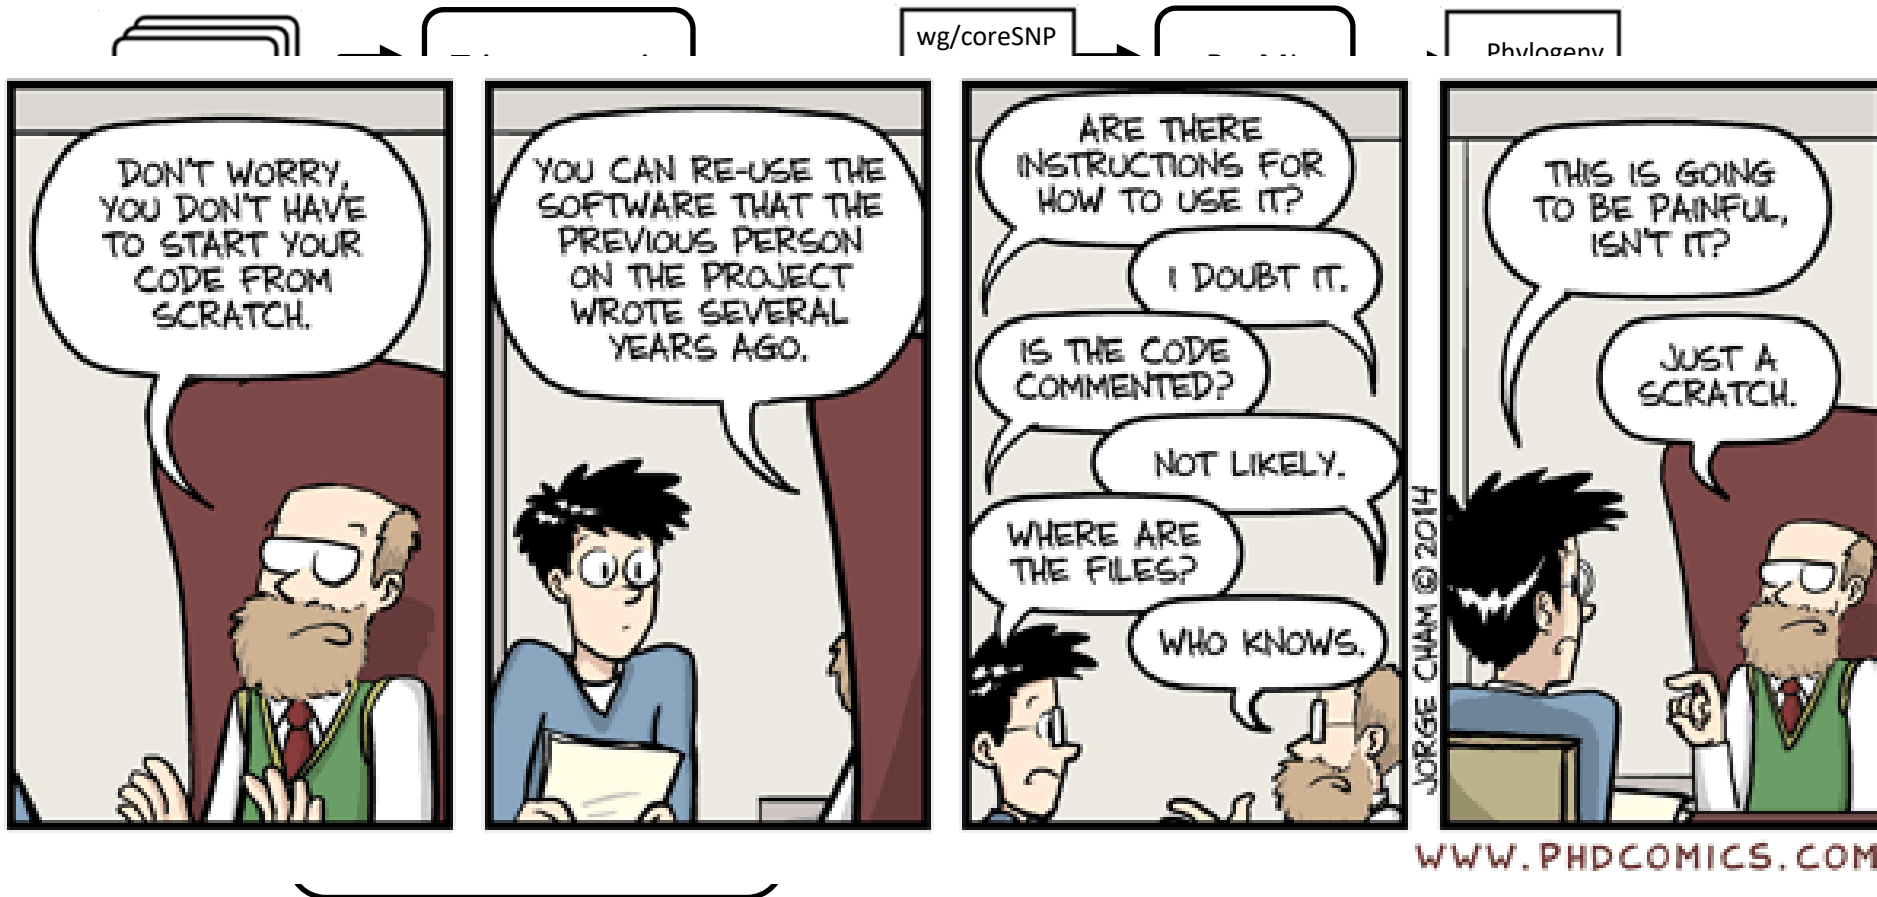 wg/coreSNP
Phylogeny
DON'T WORRY,
YOU DON'T HAVE
TO START YOUR
CODE FROM
SCRATCH.
YOU CAN RE-USE THE
SOFTWARE THAT THE
PREVIOUS PERSON
ON THE PROJECT
WROTE SEVERAL
YEARS AGO.
ARE THERE
INSTRUCTIONS FOR
HOW TO USE IT?
I DOUBT IT.
IS THE CODE
COMMENTED?
NOT LIKELY.
WHERE ARE
THE FILES?
WHO KNOWS.
JORGE CHAM © 2014
THIS IS GOING
TO BE PAINFUL,
ISN'T IT?
JUST A
SCRATCH.
WWW.PHDCOMICS.COM